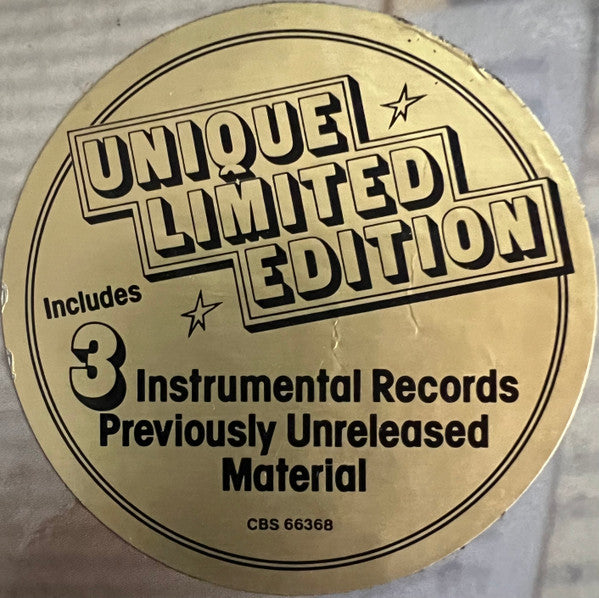 UNIQUE
LIMITED
EDITION
Includes
3 Instrumental Records
Previously Unreleased
Material
CBS 66368